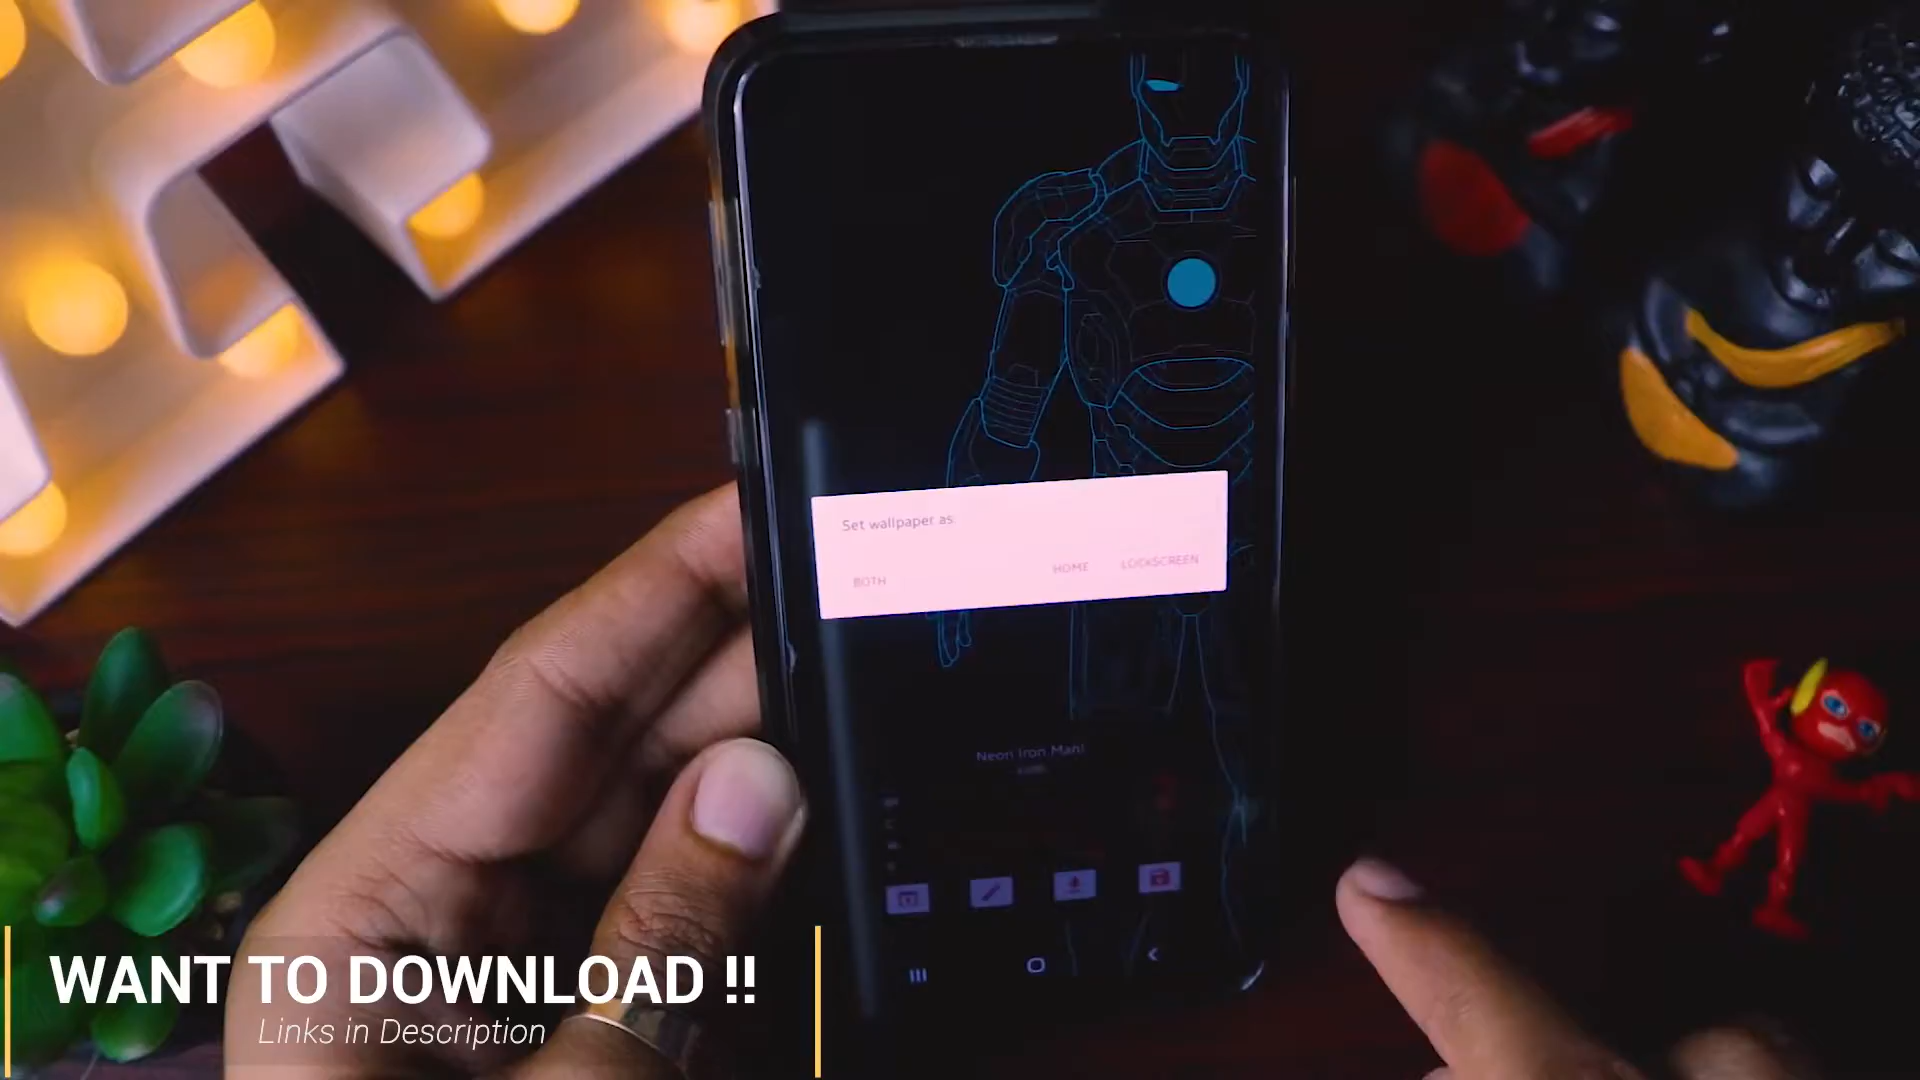 Set wallpaper as:
BOTH HOME LOCKSCREEN
Neon Iron Man!
WANT TO DOWNLOAD !!
Links in Description